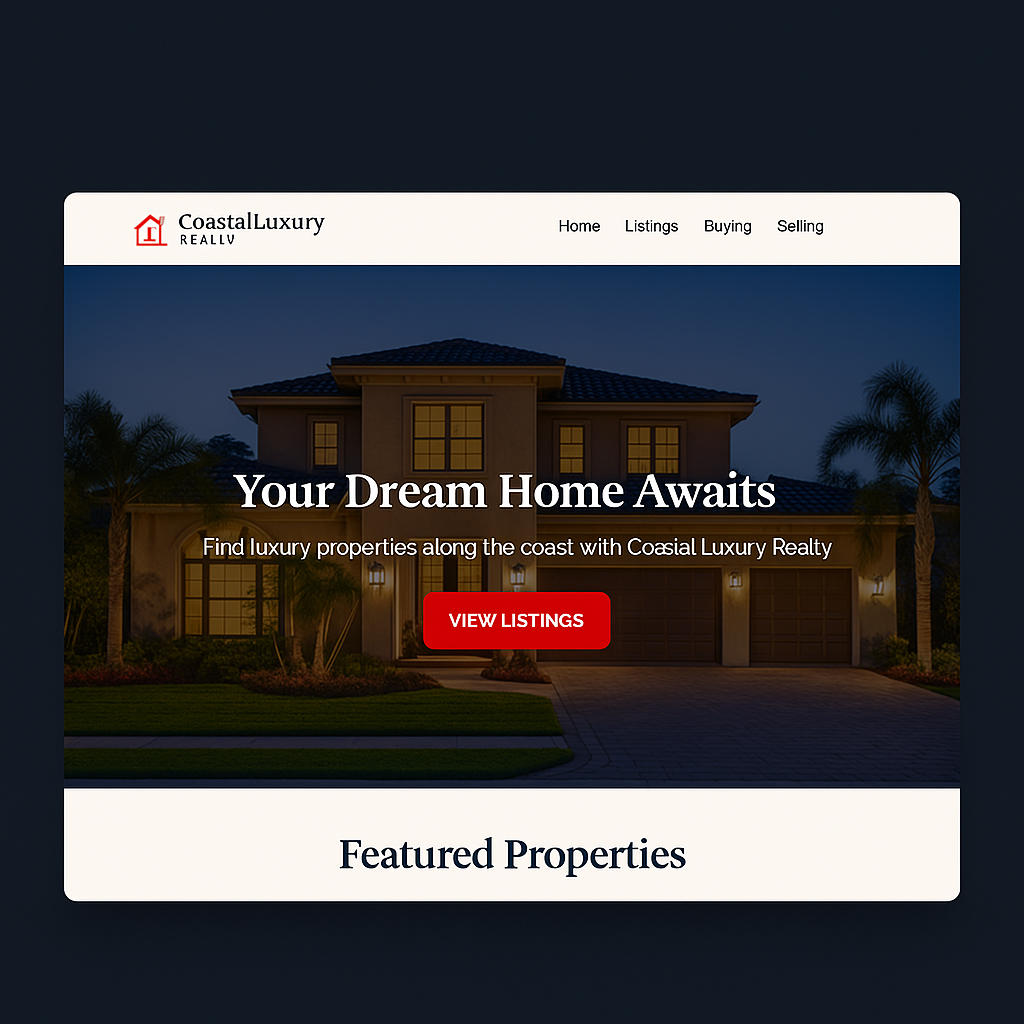 CoastalLuxury
REALLV
Home Listings Buying Selling
Your Dream Home Awaits
Find luxury properties along the coast with Coasial Luxury Realty
VIEW LISTINGS
Featured Properties